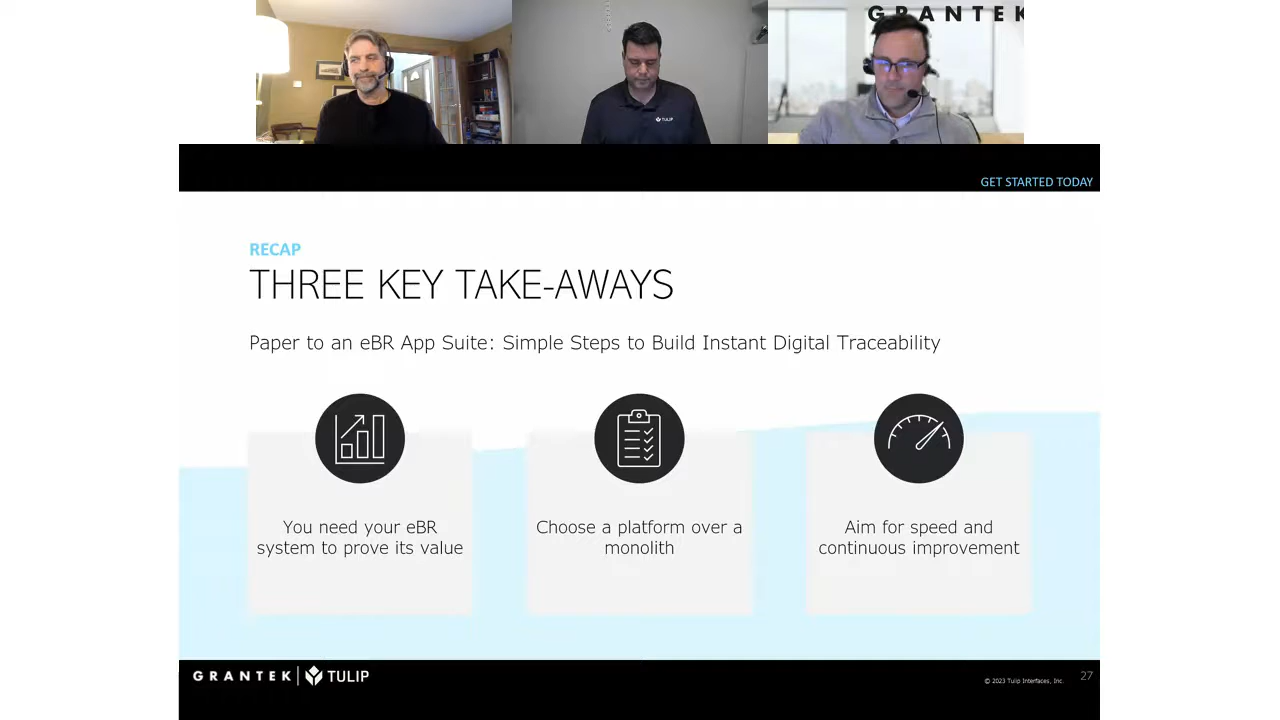 GRANTEK
TULIP
GET STARTED TODAY
RECAP
THREE KEY TAKE-AWAYS
Paper to an eBR App Suite: Simple Steps to Build Instant Digital Traceability
You need your eBR
system to prove its value
Choose a platform over a
monolith
Aim for speed and
continuous improvement
GRANTEK | TULIP
© 2023 Tulip Interfaces, Inc.
27